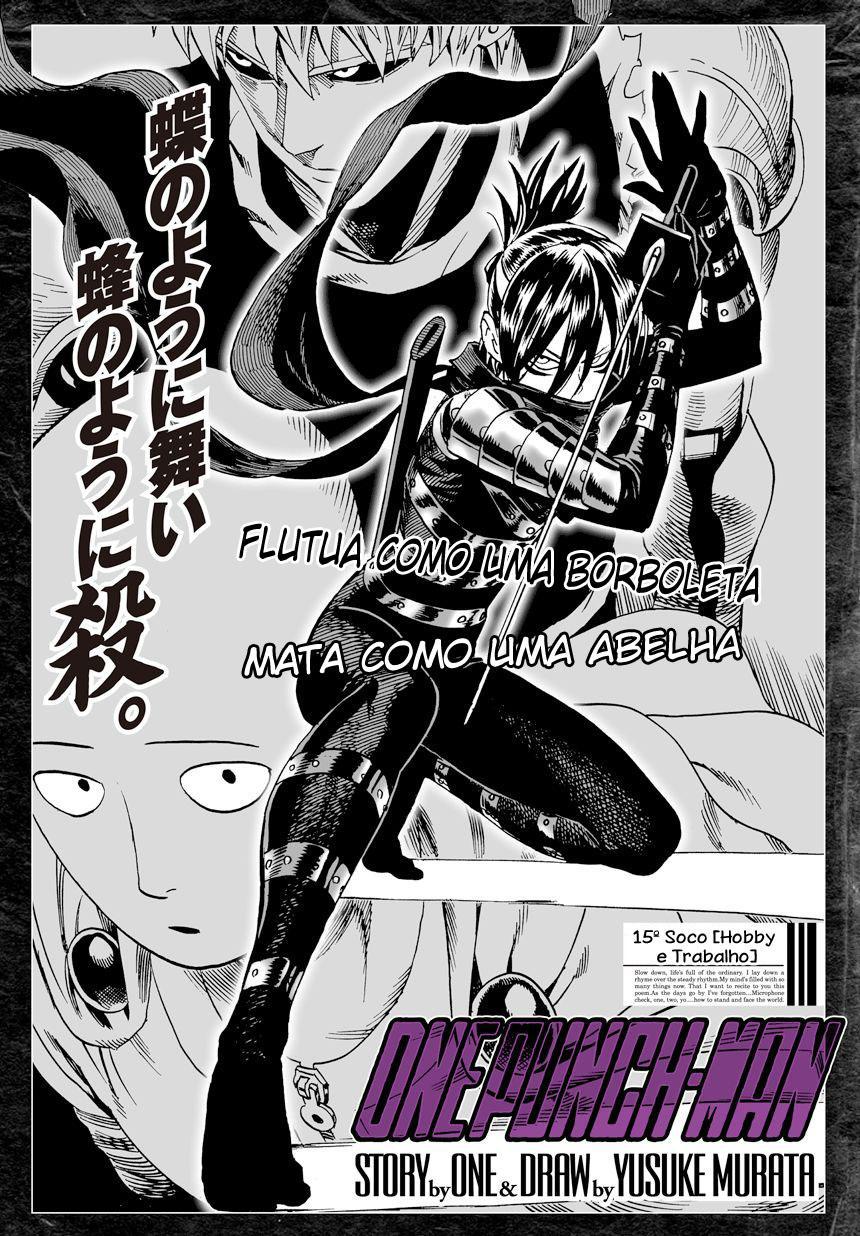 蝶のように舞い
蜂のように殺。
FLUTUA COMO UMA BORBOLETA
MATA COMO UMA ABELHA
15º Soco [Hobby
e Trabalho]
Slow down, life's full of the ordinary. I lay down a
rhyme over the steady rhythm.My mind's filled with so
many things now. That I want to recite to you this
poem.As the days go by I've forgotten...Microphone
check, one, two, yo....how to stand and face the world.
ONEPUNCH-MAN
STORY by ONE & DRAW by YUSUKE MURATA